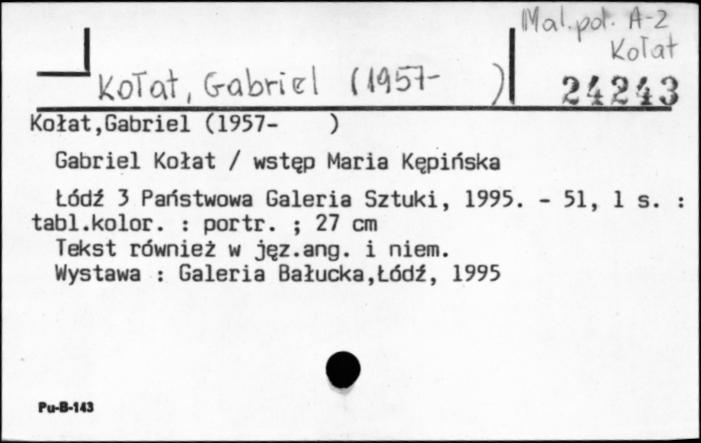 Mal. pol. A-Z
Kołat
Kołat, Gabriel (1957- )
24243
Kołat,Gabriel (1957- )
Gabriel Kołat / wstęp Maria Kępińska
Łódź 3 Państwowa Galeria Sztuki, 1995. - 51, 1 s. :
tabl.kolor. : portr. ; 27 cm
Tekst również w jęz.ang. i niem.
Wystawa : Galeria Bałucka,Łódź, 1995
Pu-B-143